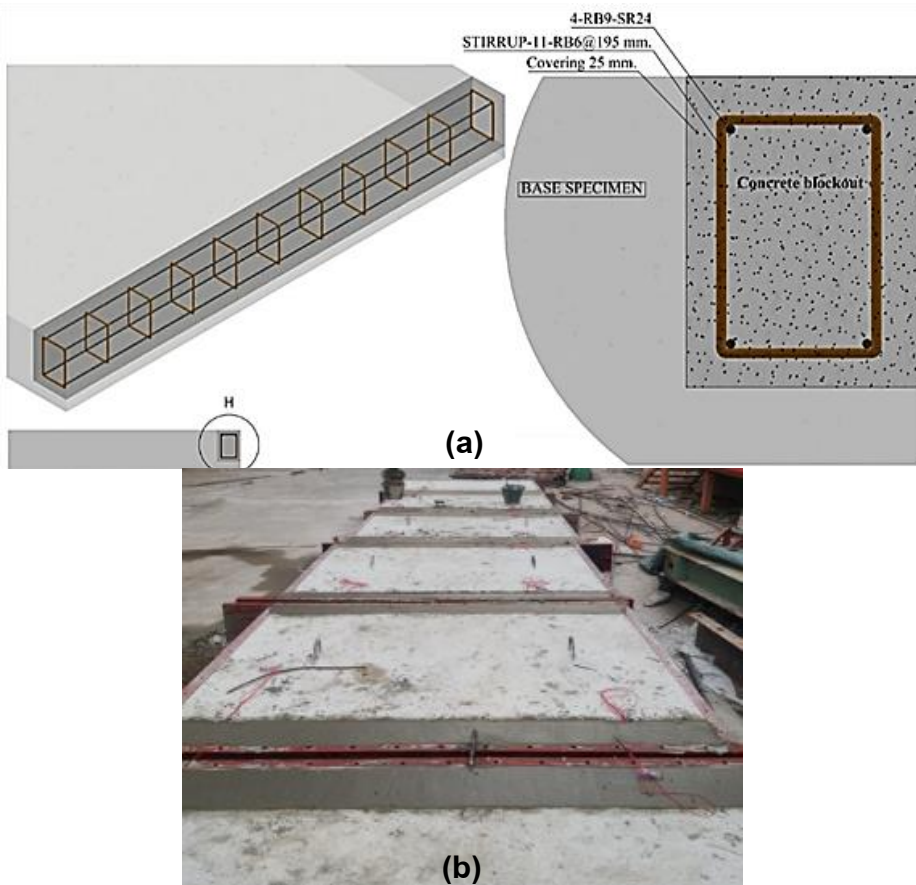 4-RB9-SR24
STIRRUP-11-RB6@195 mm.
Covering 25 mm.
BASE SPECIMEN
Concrete blockout
H
(a)
(b)